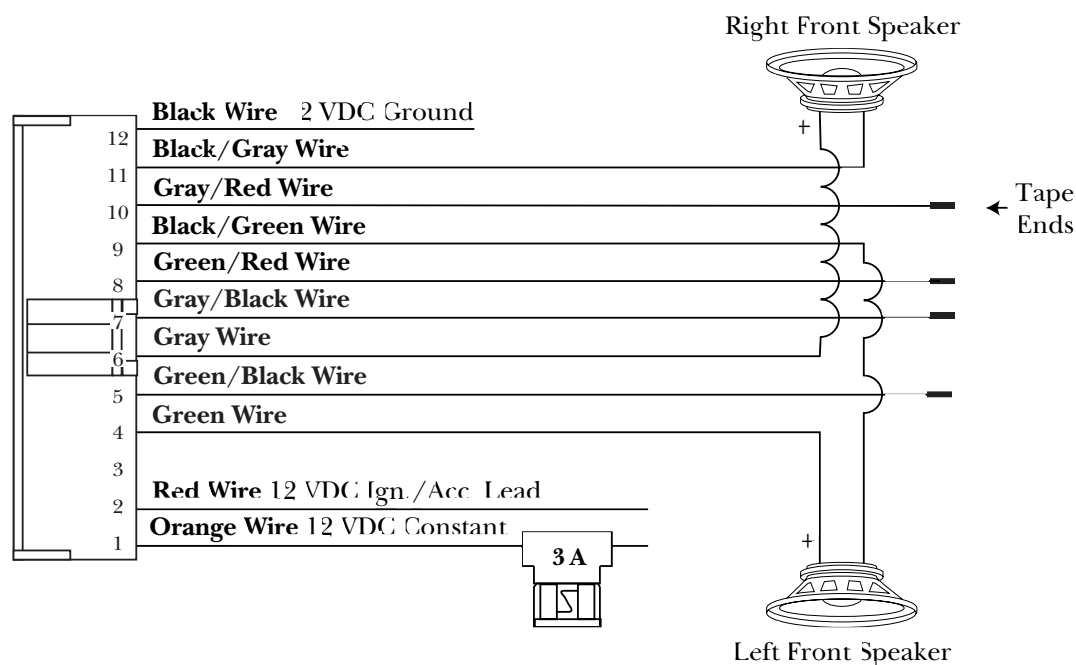 Right Front Speaker
Black Wire 2 VDC Ground
+
12
Black/Gray Wire
11
Gray/Red Wire
10
Tape
Ends
Black/Green Wire
9
Green/Red Wire
8
Gray/Black Wire
7
Gray Wire
6
Green/Black Wire
5
Green Wire
4
3
Red Wire 12 VDC Ign./Acc. Lead
2
Orange Wire 12 VDC Constant
1
3 A
+
Left Front Speaker